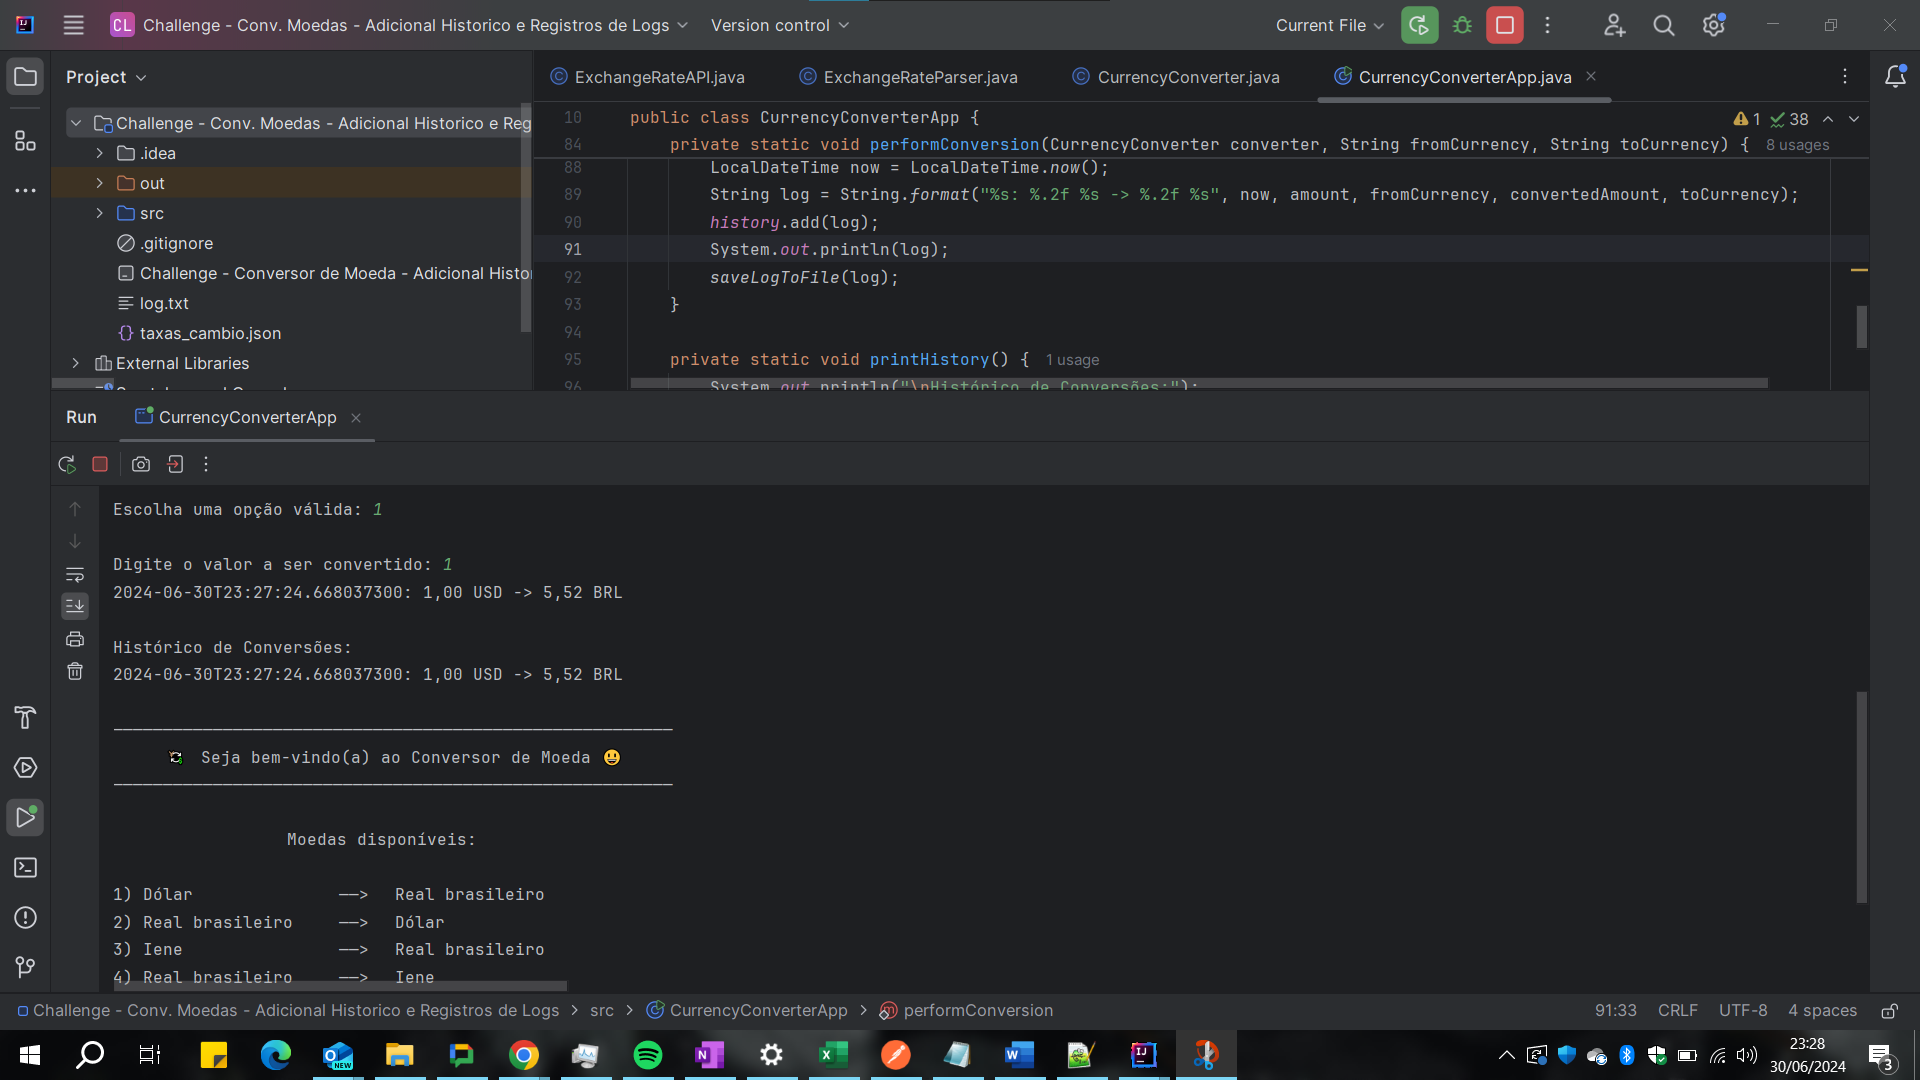 CL Challenge - Conv. Moedas - Adicional Historico e Registros de Logs Version control Current File
Project
ExchangeRateAPI.java ExchangeRateParser.java CurrencyConverter.java CurrencyConverterApp.java
Challenge - Conv. Moedas - Adicional Historico e Reg
.idea
out
src
.gitignore
Challenge - Conversor de Moeda - Adicional Histo
log.txt
taxas_cambio.json
External Libraries
10 public class CurrencyConverterApp {
1 38
84 private static void performConversion(CurrencyConverter converter, String fromCurrency, String toCurrency) { 8 usages
88 LocalDateTime now = LocalDateTime.now();
89 String log = String.format("%s: %.2f %s -> %.2f %s", now, amount, fromCurrency, convertedAmount, toCurrency);
90 history.add(log);
91 System.out.println(log);
92 saveLogToFile(log);
93 }
94
95 private static void printHistory() { 1 usage
96 System.out.println("\nHistórico de Conversões:");
Run CurrencyConverterApp
Escolha uma opção válida: 1
Digite o valor a ser convertido: 1
2024-06-30T23:27:24.668037300: 1,00 USD -> 5,52 BRL
Histórico de Conversões:
2024-06-30T23:27:24.668037300: 1,00 USD -> 5,52 BRL
Seja bem-vindo(a) ao Conversor de Moeda 😃
Moedas disponíveis:
1) Dólar ——> Real brasileiro
2) Real brasileiro ——> Dólar
3) Iene ——> Real brasileiro
4) Real brasileiro ——> Iene
Challenge - Conv. Moedas - Adicional Historico e Registros de Logs > src > CurrencyConverterApp > performConversion
91:33 CRLF UTF-8 4 spaces
23:28
30/06/2024
3